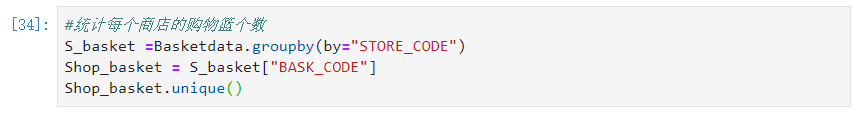 [34]: #统计每个商店的购物篮个数
S_basket =Basketdata.groupby(by="STORE_CODE")
Shop_basket = S_basket["BASK_CODE"]
Shop_basket.unique()